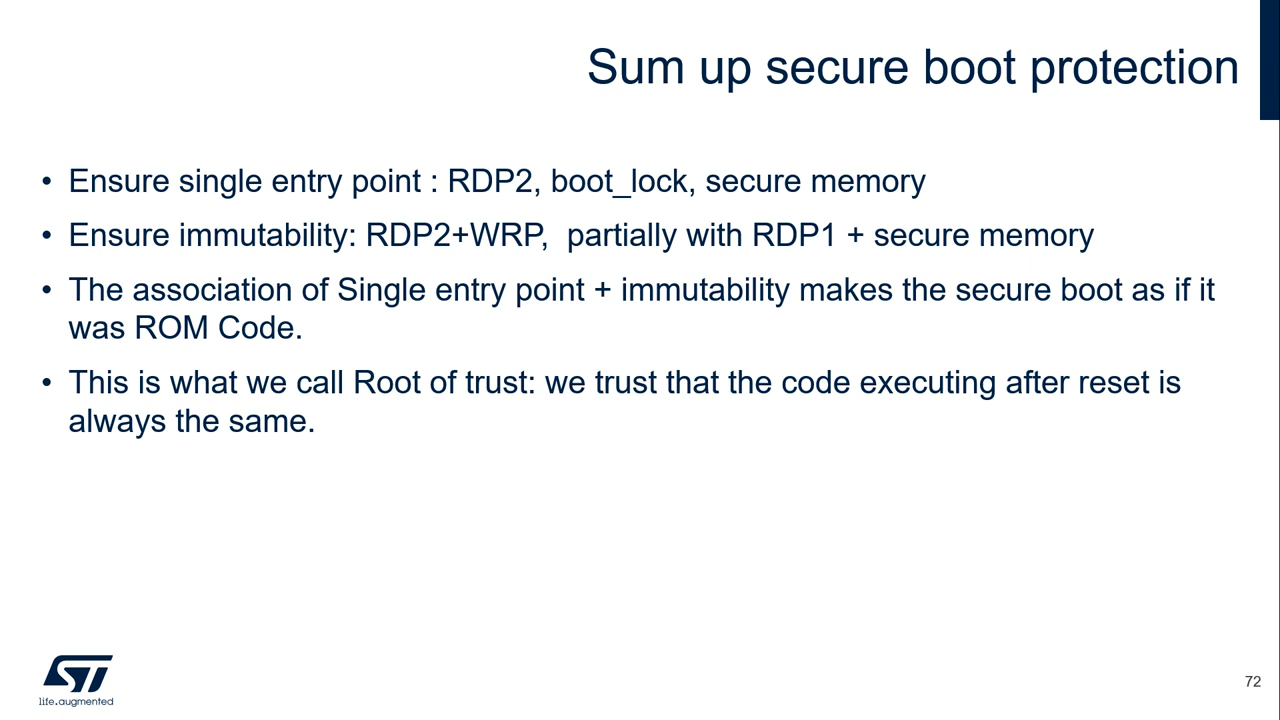 Sum up secure boot protection
• Ensure single entry point : RDP2, boot_lock, secure memory
• Ensure immutability: RDP2+WRP,  partially with RDP1 + secure memory
• The association of Single entry point + immutability makes the secure boot as if it
was ROM Code.
• This is what we call Root of trust: we trust that the code executing after reset is
always the same.
ST
life.augmented
72